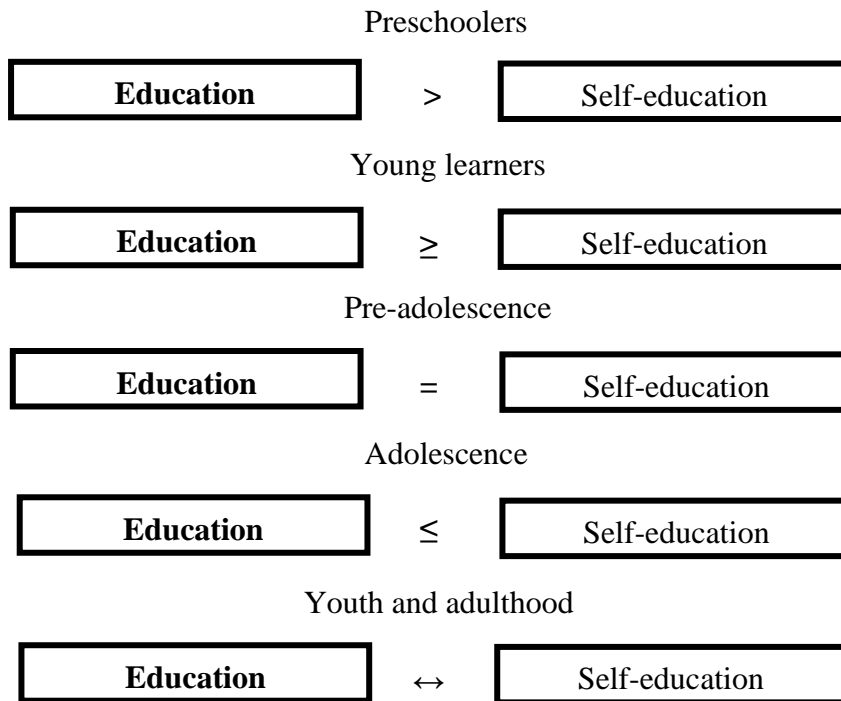 Preschoolers
Education > Self-education
Young learners
Education ≥ Self-education
Pre-adolescence
Education = Self-education
Adolescence
Education ≤ Self-education
Youth and adulthood
Education ↔ Self-education